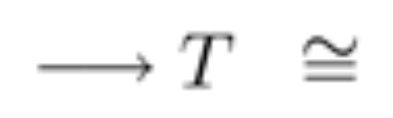 ⟶ T ≅